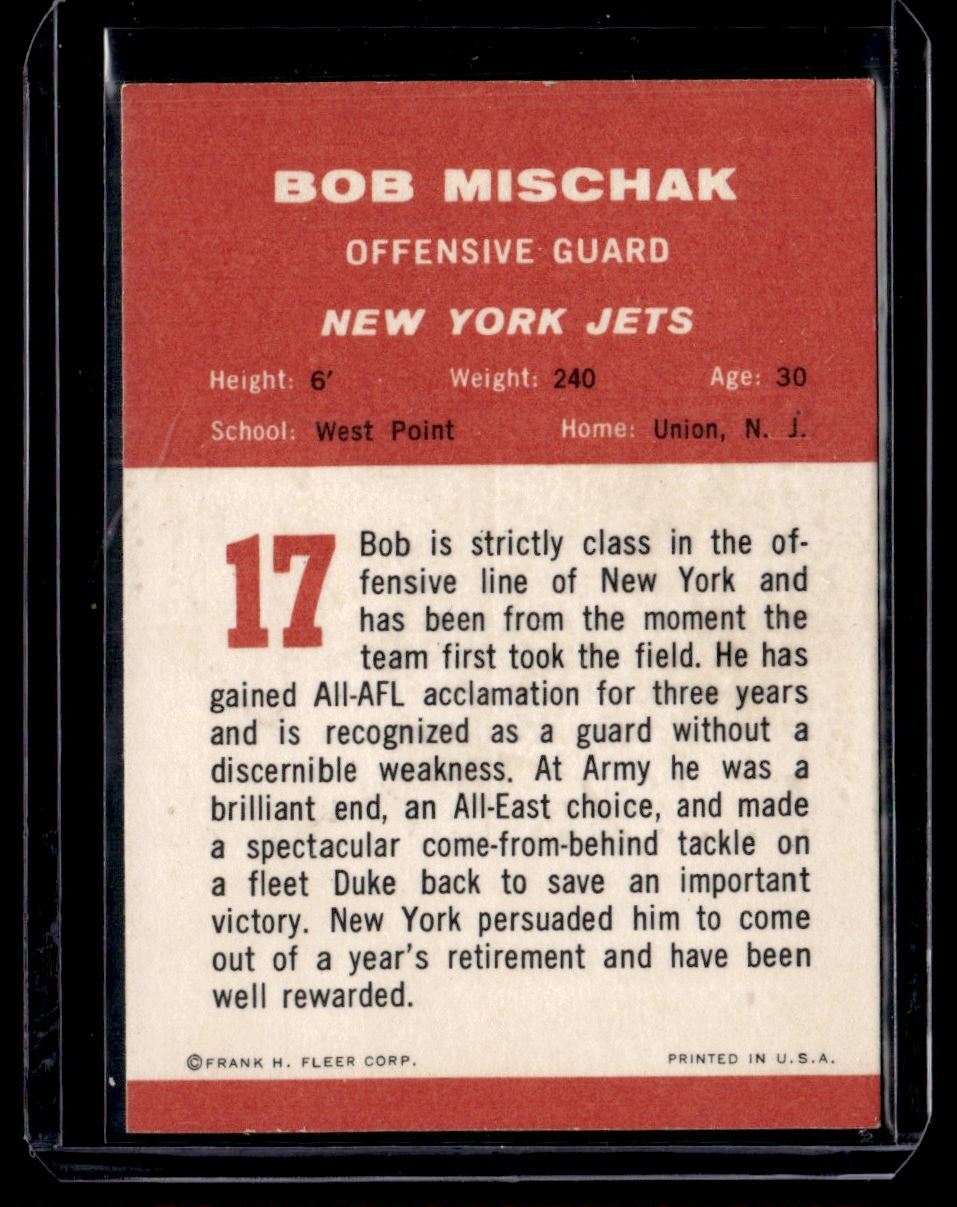 BOB MISCHAK
OFFENSIVE GUARD
NEW YORK JETS
Height: 6′ Weight: 240 Age: 30
School: West Point Home: Union, N. J.
17
Bob is strictly class in the of-
fensive line of New York and
has been from the moment the
team first took the field. He has
gained All-AFL acclamation for three years
and is recognized as a guard without a
discernible weakness. At Army he was a
brilliant end, an All-East choice, and made
a spectacular come-from-behind tackle on
a fleet Duke back to save an important
victory. New York persuaded him to come
out of a year's retirement and have been
well rewarded.
©FRANK H. FLEER CORP. PRINTED IN U.S.A.